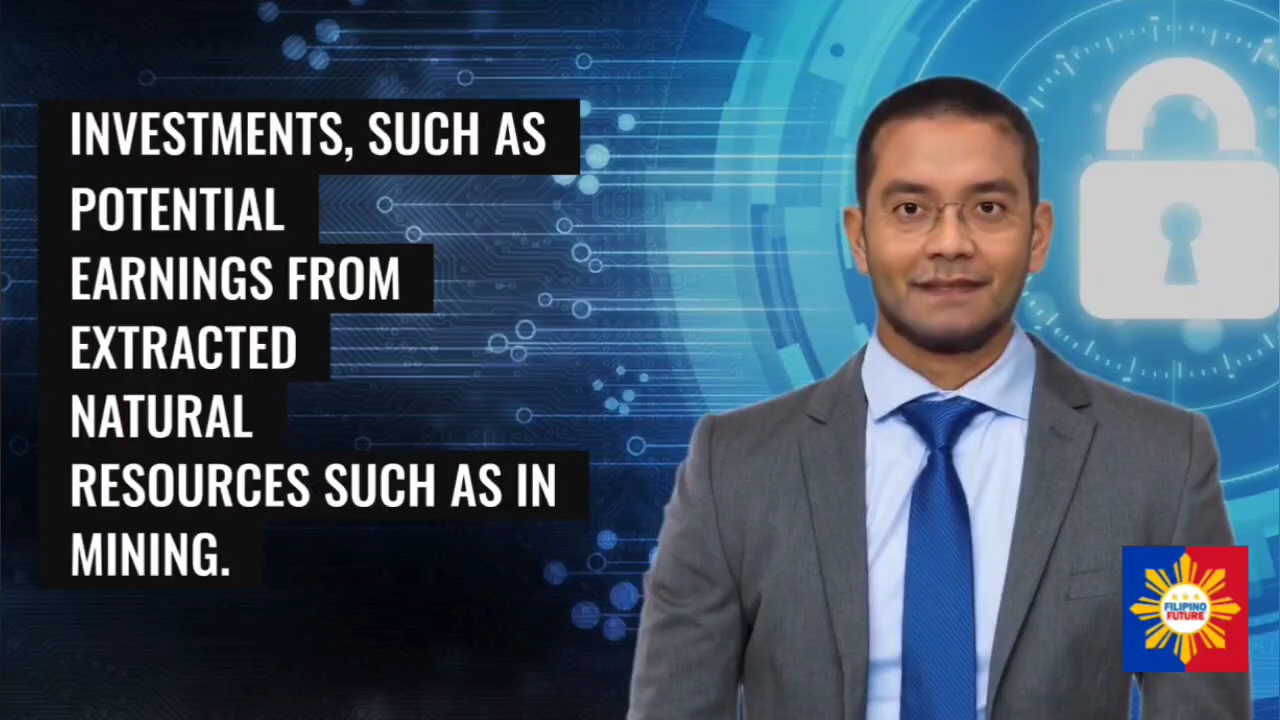 INVESTMENTS, SUCH AS
POTENTIAL
EARNINGS FROM
EXTRACTED
NATURAL
RESOURCES SUCH AS IN
MINING.
FILIPINO
FUTURE